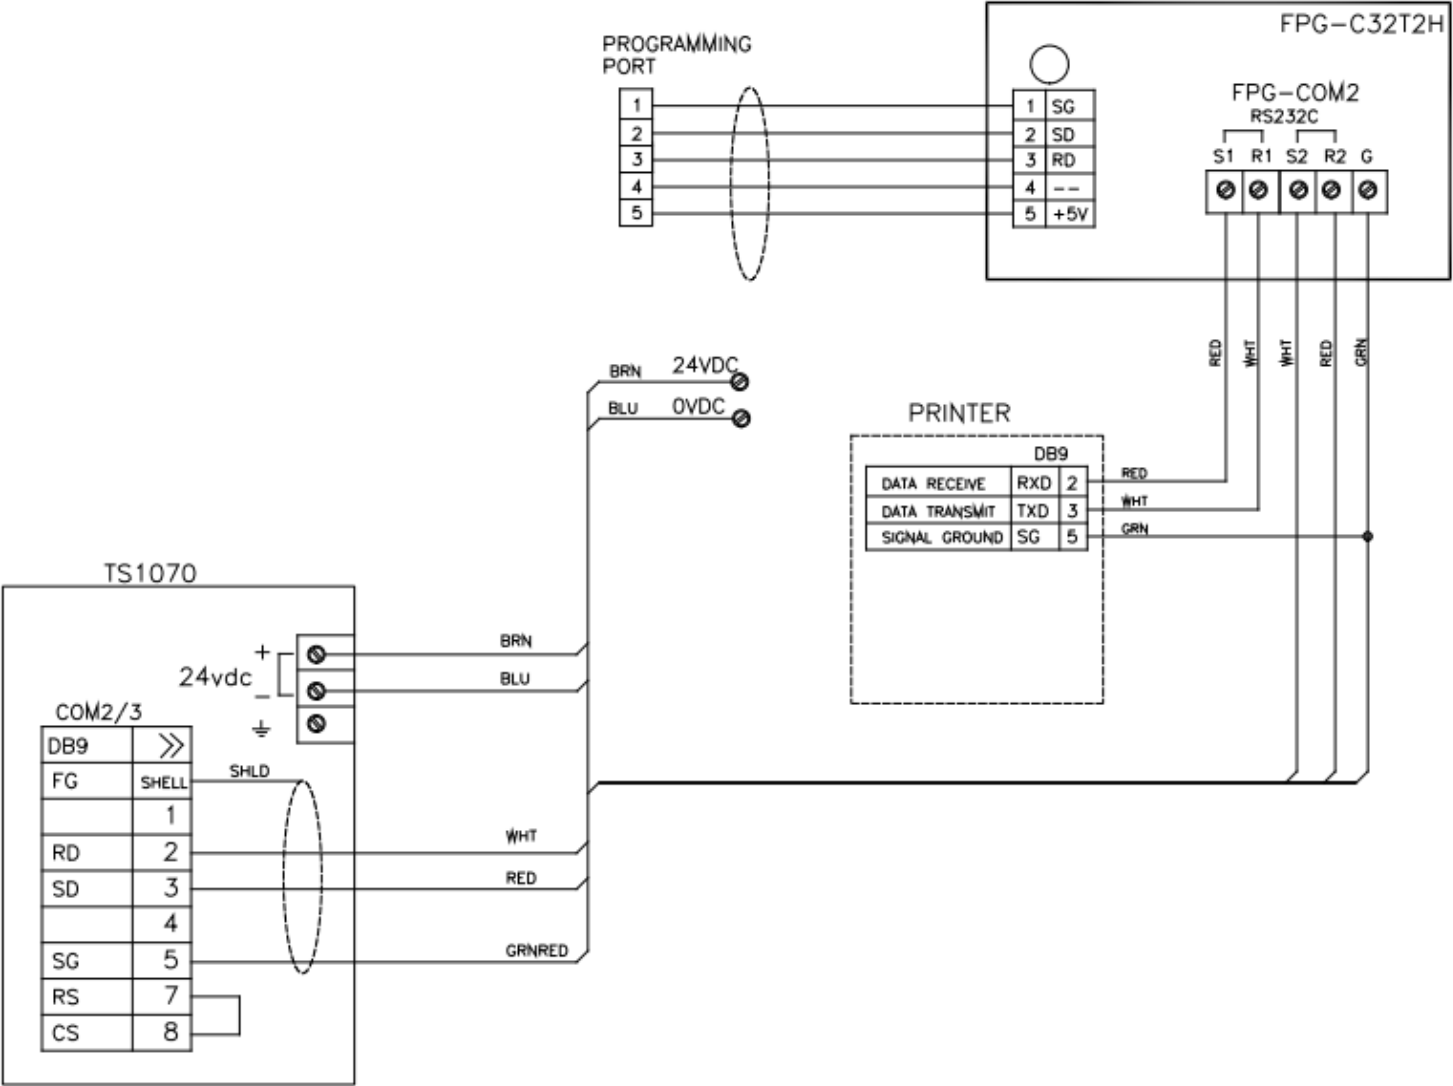 FPG-C32T2H
PROGRAMMING
PORT
1
2
3
4
5
1 SG
2 SD
3 RD
4 --
5 +5V
FPG-COM2
RS232C
S1 R1 S2 R2 G
RED WHT WHT RED GRN
BRN 24VDC
BLU 0VDC
PRINTER
DB9
DATA RECEIVE RXD 2 RED
DATA TRANSMIT TXD 3 WHT
SIGNAL GROUND SG 5 GRN
TS1070
+
24vdc
-
BRN
BLU
COM2/3
DB9 >>
FG SHELL SHLD
1
RD 2 WHT
SD 3 RED
4
SG 5 GRNRED
RS 7
CS 8